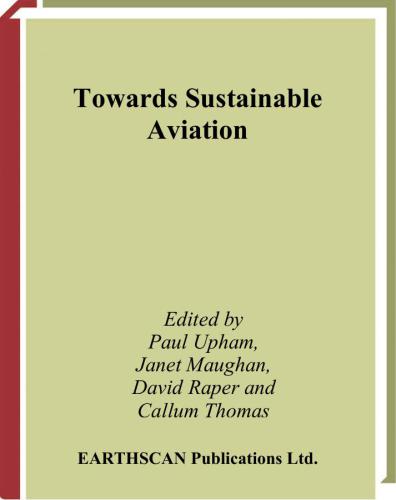 Towards Sustainable
Aviation
Edited by
Paul Upham,
Janet Maughan,
David Raper and
Callum Thomas
EARTHSCAN Publications Ltd.